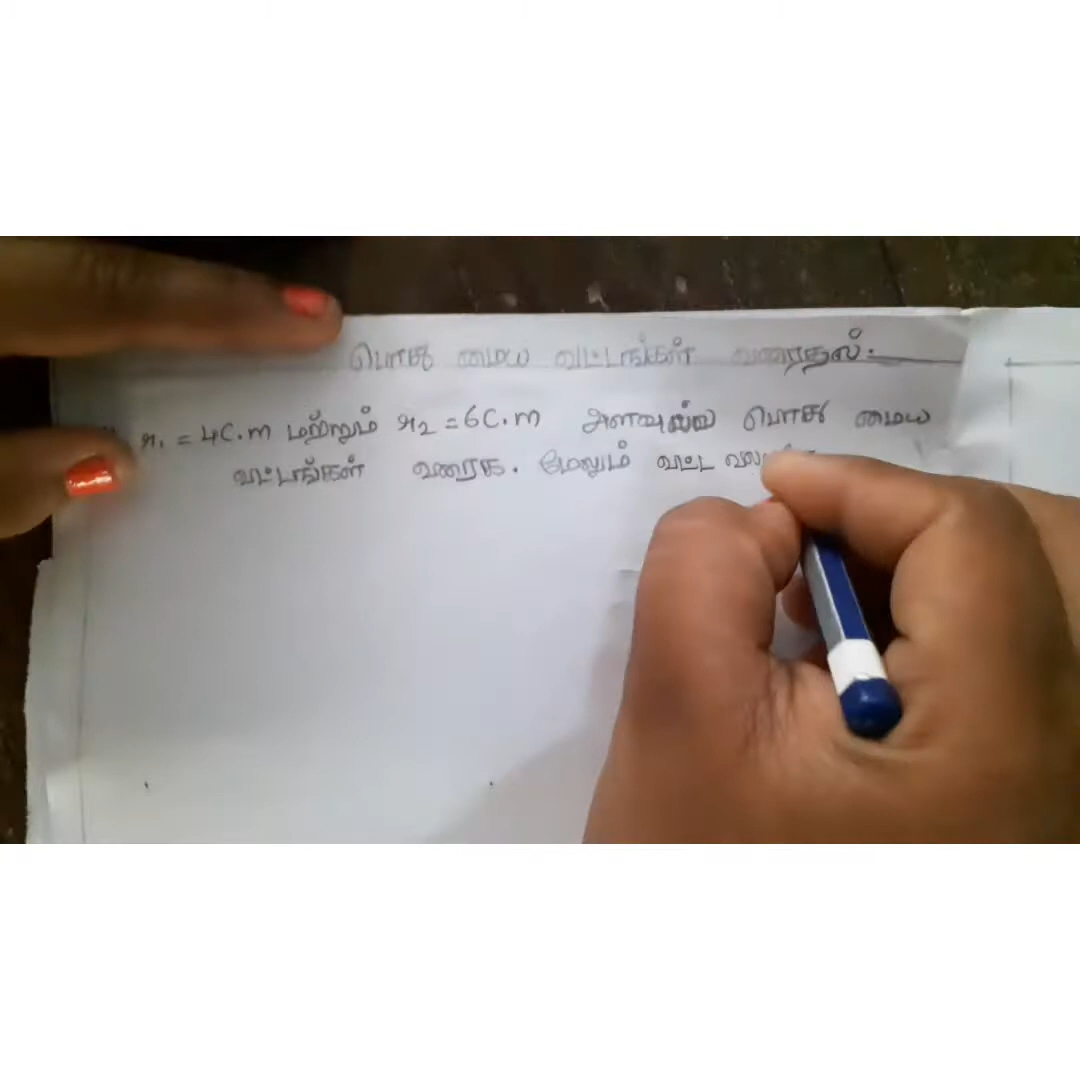 பொது மைய வட்டங்கள் வரைதல்.
r₁ = 4C.m மற்றும் r₂ = 6C.m அளவுள்ள பொது மைய
வட்டங்கள் வரைக. மேலும் வட்ட